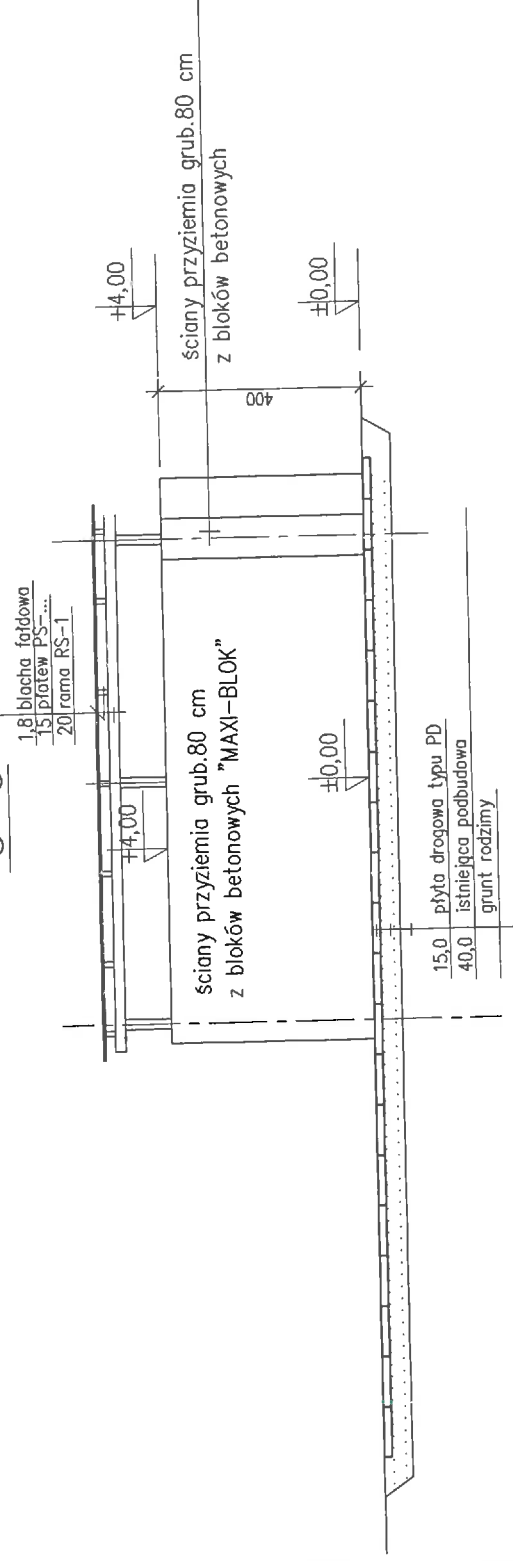 1,8 blacha fałdowa
15 płatew PS-...
20 rama RS-1
+4,00
ściany przyziemia grub.80 cm
z bloków betonowych "MAXI-BLOK"
±0,00
15,0 płyta drogowa typu PD
40,0 istniejąca podbudowa
grunt rodzimy
ściany przyziemia grub.80 cm
z bloków betonowych
+4,00
400
±0,00